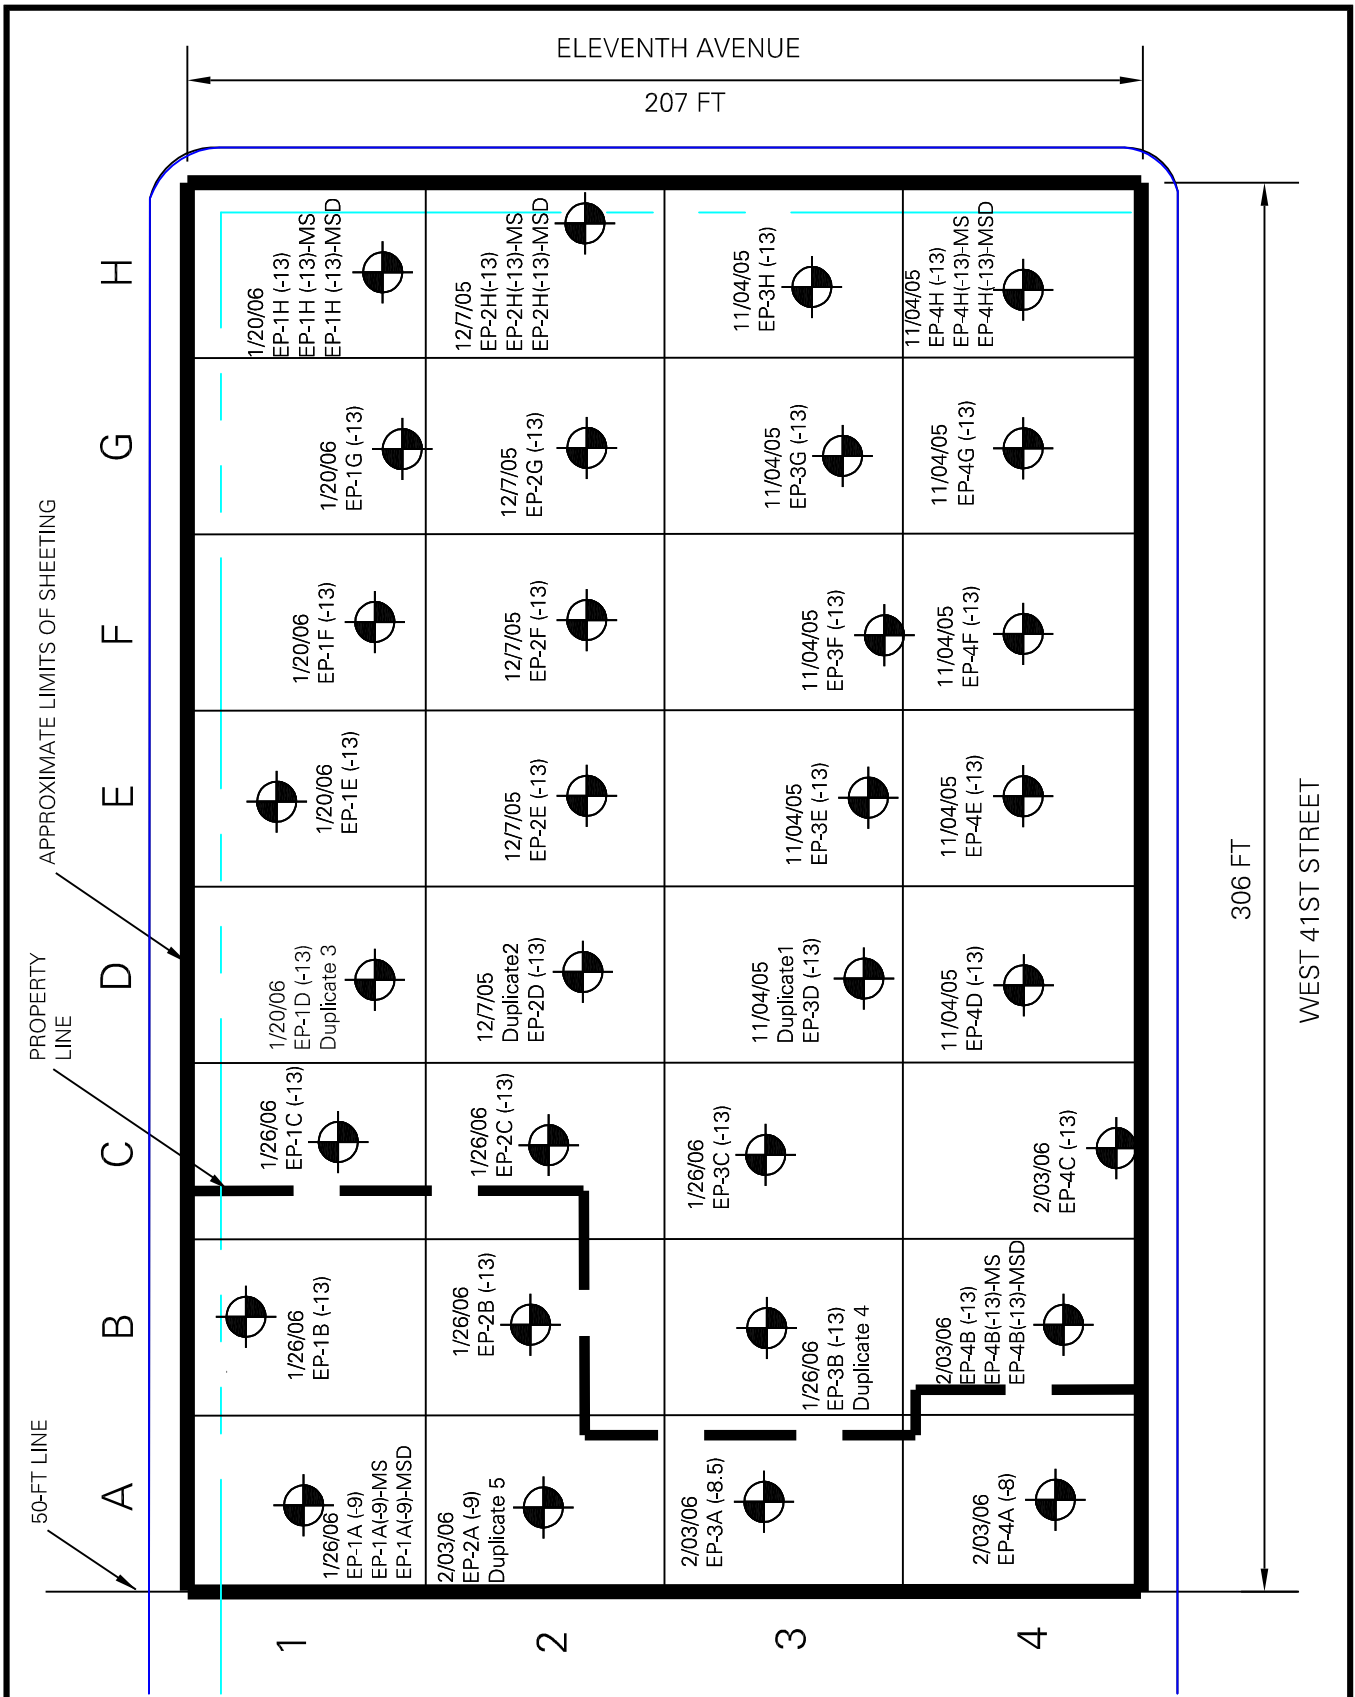 ELEVENTH AVENUE
207 FT
H
1/20/06
EP-1H (-13)
EP-1H (-13)-MS
EP-1H (-13)-MSD
12/7/05
EP-2H(-13)
EP-2H(-13)-MS
EP-2H(-13)-MSD
11/04/05
EP-3H (-13)
11/04/05
EP-4H (-13)
EP-4H(-13)-MS
EP-4H(-13)-MSD
G
1/20/06
EP-1G (-13)
12/7/05
EP-2G (-13)
11/04/05
EP-3G (-13)
11/04/05
EP-4G (-13)
APPROXIMATE LIMITS OF SHEETING
F
1/20/06
EP-1F (-13)
12/7/05
EP-2F (-13)
11/04/05
EP-3F (-13)
11/04/05
EP-4F (-13)
E
1/20/06
EP-1E (-13)
12/7/05
EP-2E (-13)
11/04/05
EP-3E (-13)
11/04/05
EP-4E (-13)
306 FT
WEST 41ST STREET
PROPERTY
LINE
D
1/20/06
EP-1D (-13)
Duplicate 3
12/7/05
Duplicate2
EP-2D (-13)
11/04/05
Duplicate1
EP-3D (-13)
11/04/05
EP-4D (-13)
C
1/26/06
EP-1C (-13)
1/26/06
EP-2C (-13)
1/26/06
EP-3C (-13)
2/03/06
EP-4C (-13)
B
1/26/06
EP-1B (-13)
1/26/06
EP-2B (-13)
1/26/06
EP-3B (-13)
Duplicate 4
2/03/06
EP-4B (-13)
EP-4B(-13)-MS
EP-4B(-13)-MSD
50-FT LINE
A
1/26/06
EP-1A (-9)
EP-1A(-9)-MS
EP-1A(-9)-MSD
2/03/06
EP-2A (-9)
Duplicate 5
2/03/06
EP-3A (-8.5)
2/03/06
EP-4A (-8)
1
2
3
4